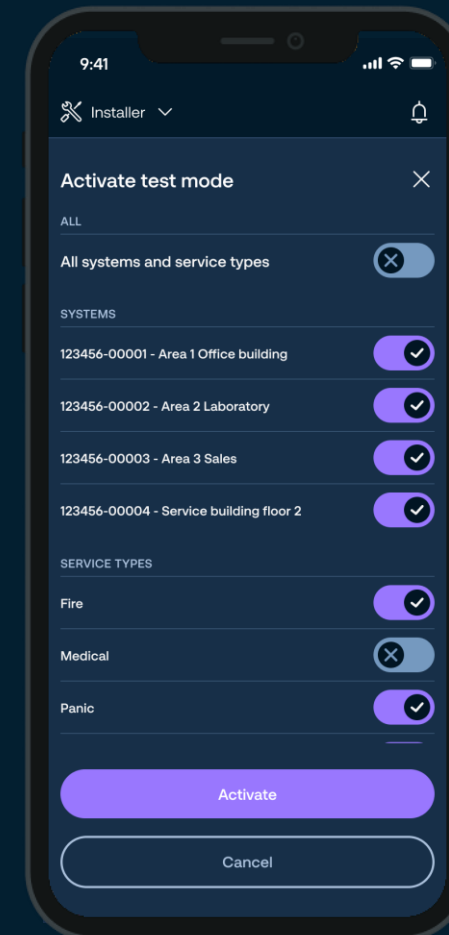 9:41
Installer
Activate test mode
ALL
All systems and service types
SYSTEMS
123456-00001 - Area 1 Office building
123456-00002 - Area 2 Laboratory
123456-00003 - Area 3 Sales
123456-00004 - Service building floor 2
SERVICE TYPES
Fire
Medical
Panic
Activate
Cancel